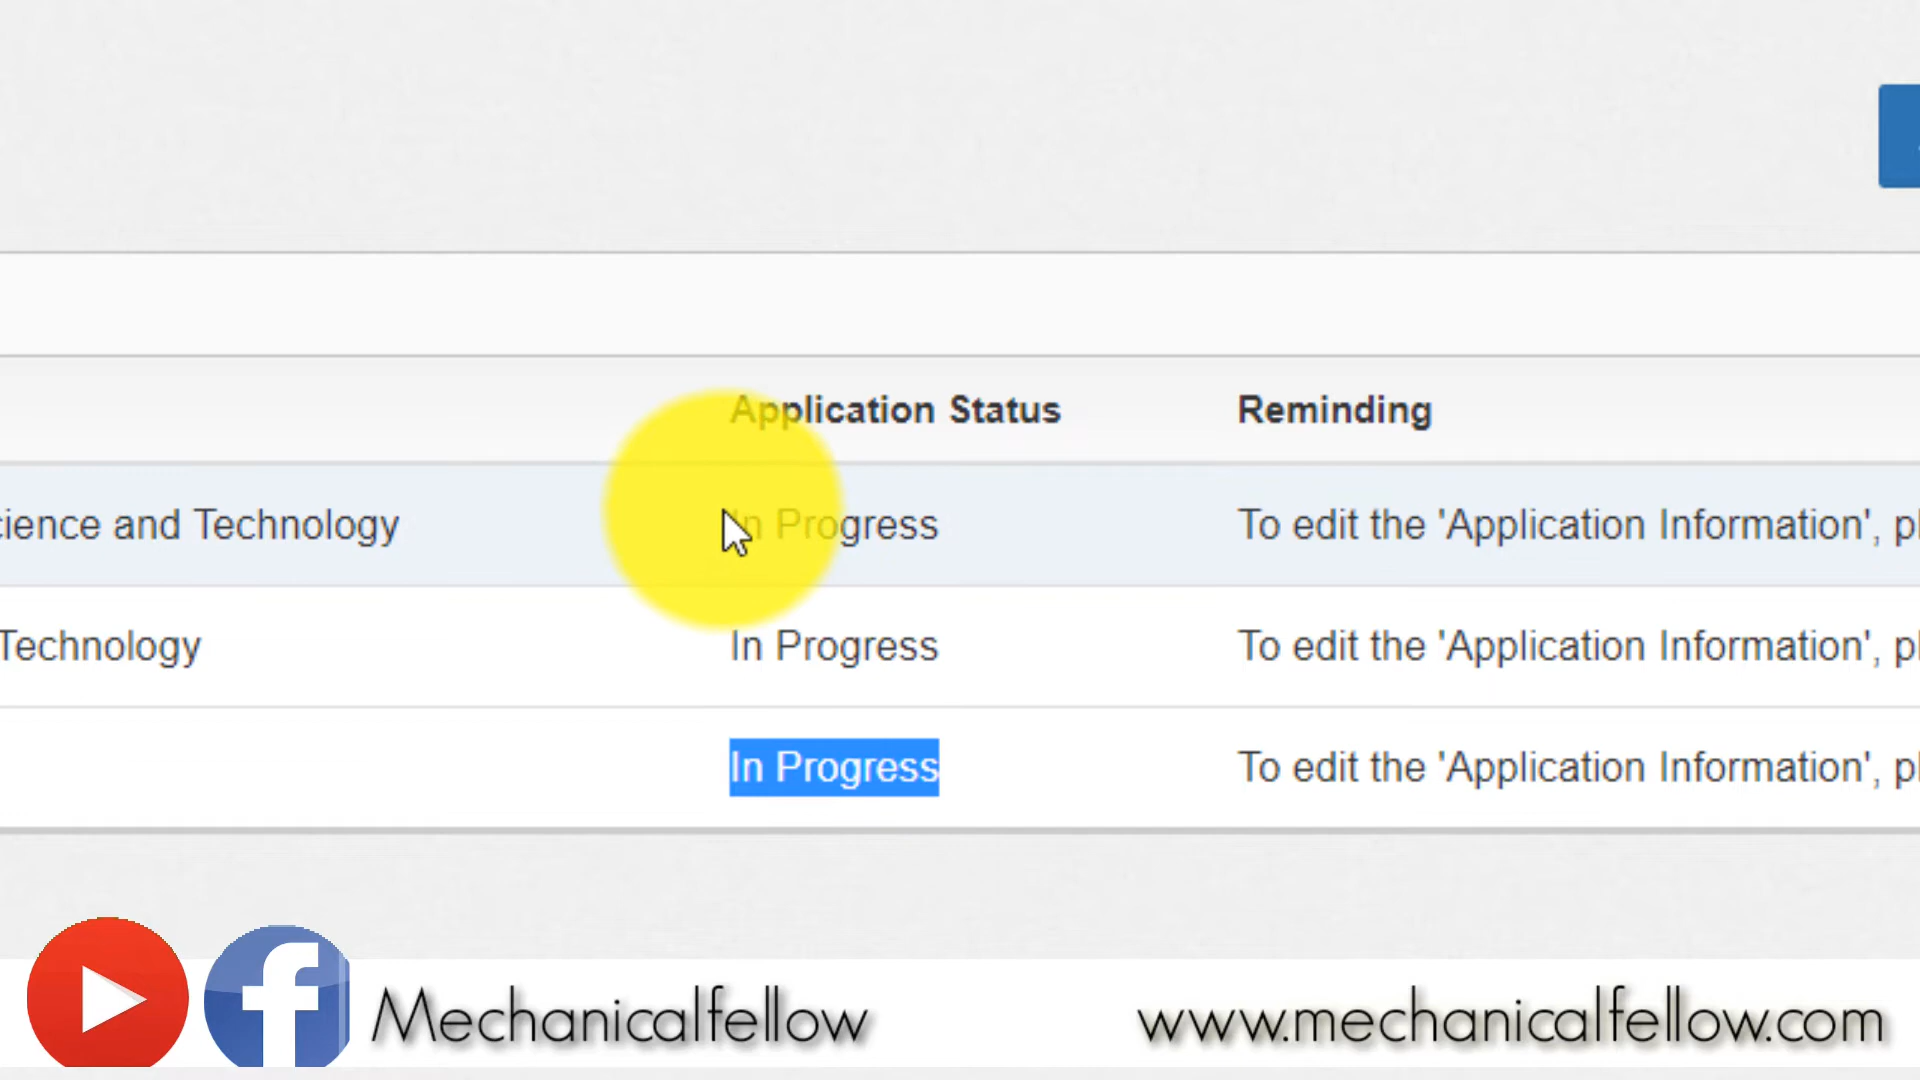 Application Status Reminding
cience and Technology In Progress To edit the 'Application Information', pl
Technology In Progress To edit the 'Application Information', pl
In Progress To edit the 'Application Information', pl
Mechanicalfellow www.mechanicalfellow.com